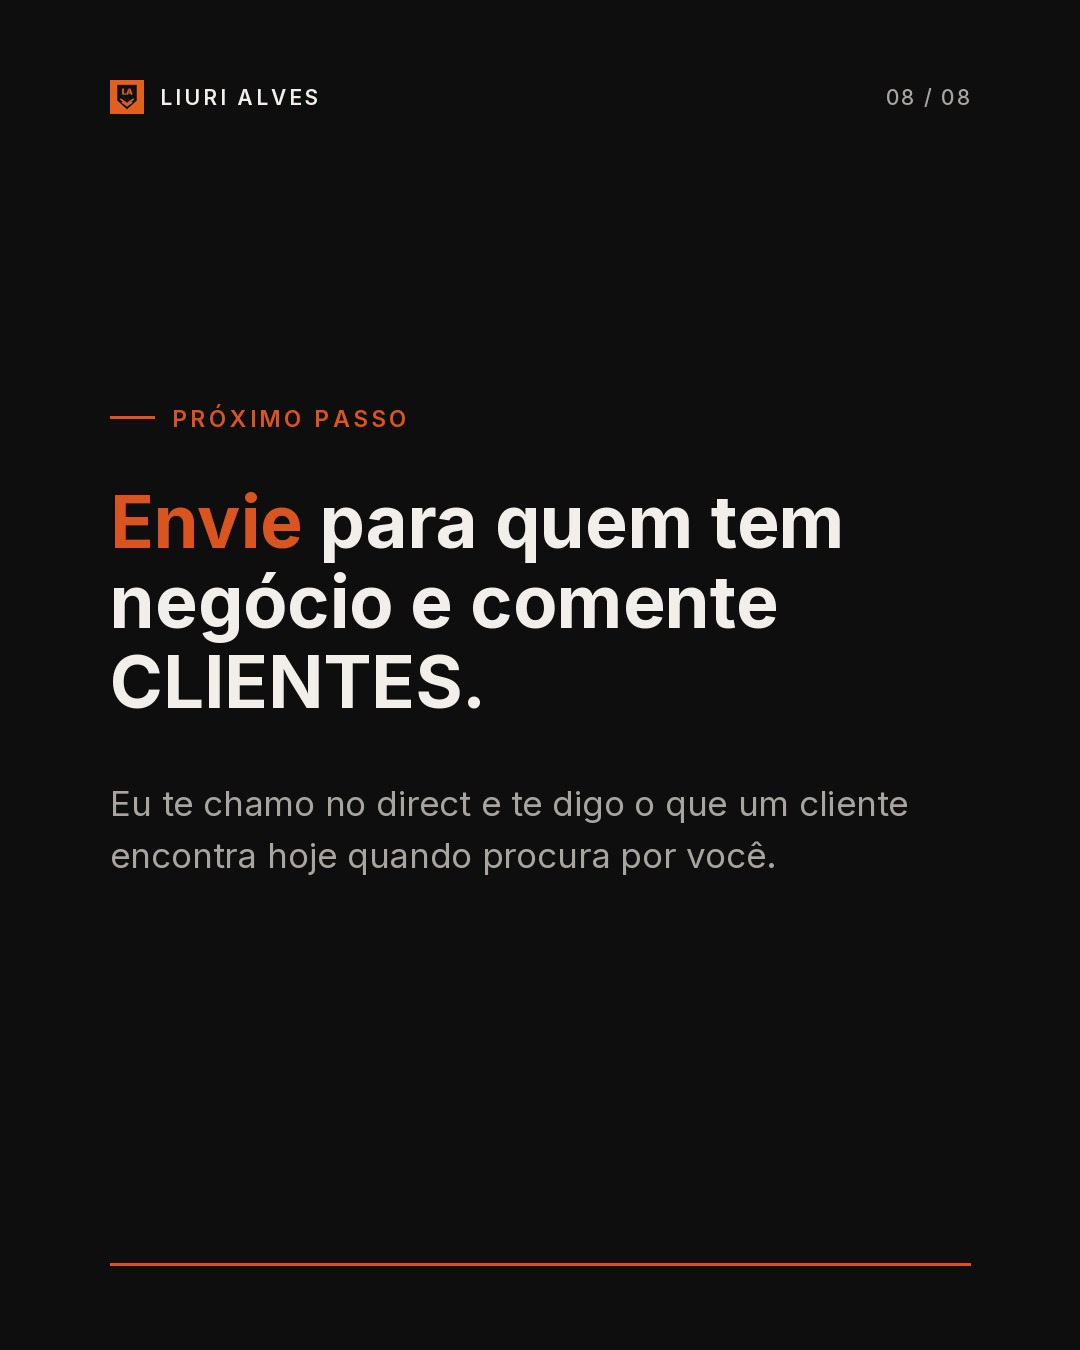 LA
LIURI ALVES
08 / 08
PRÓXIMO PASSO
Envie para quem tem
negócio e comente
CLIENTES.
Eu te chamo no direct e te digo o que um cliente
encontra hoje quando procura por você.